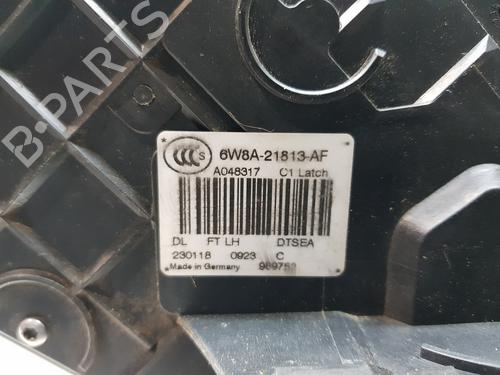 B-PARTS
CCC S 6W8A-21813-AF
A048317 C1 Latch
DL FT LH DTSEA
230118 0923 C
Made in Germany